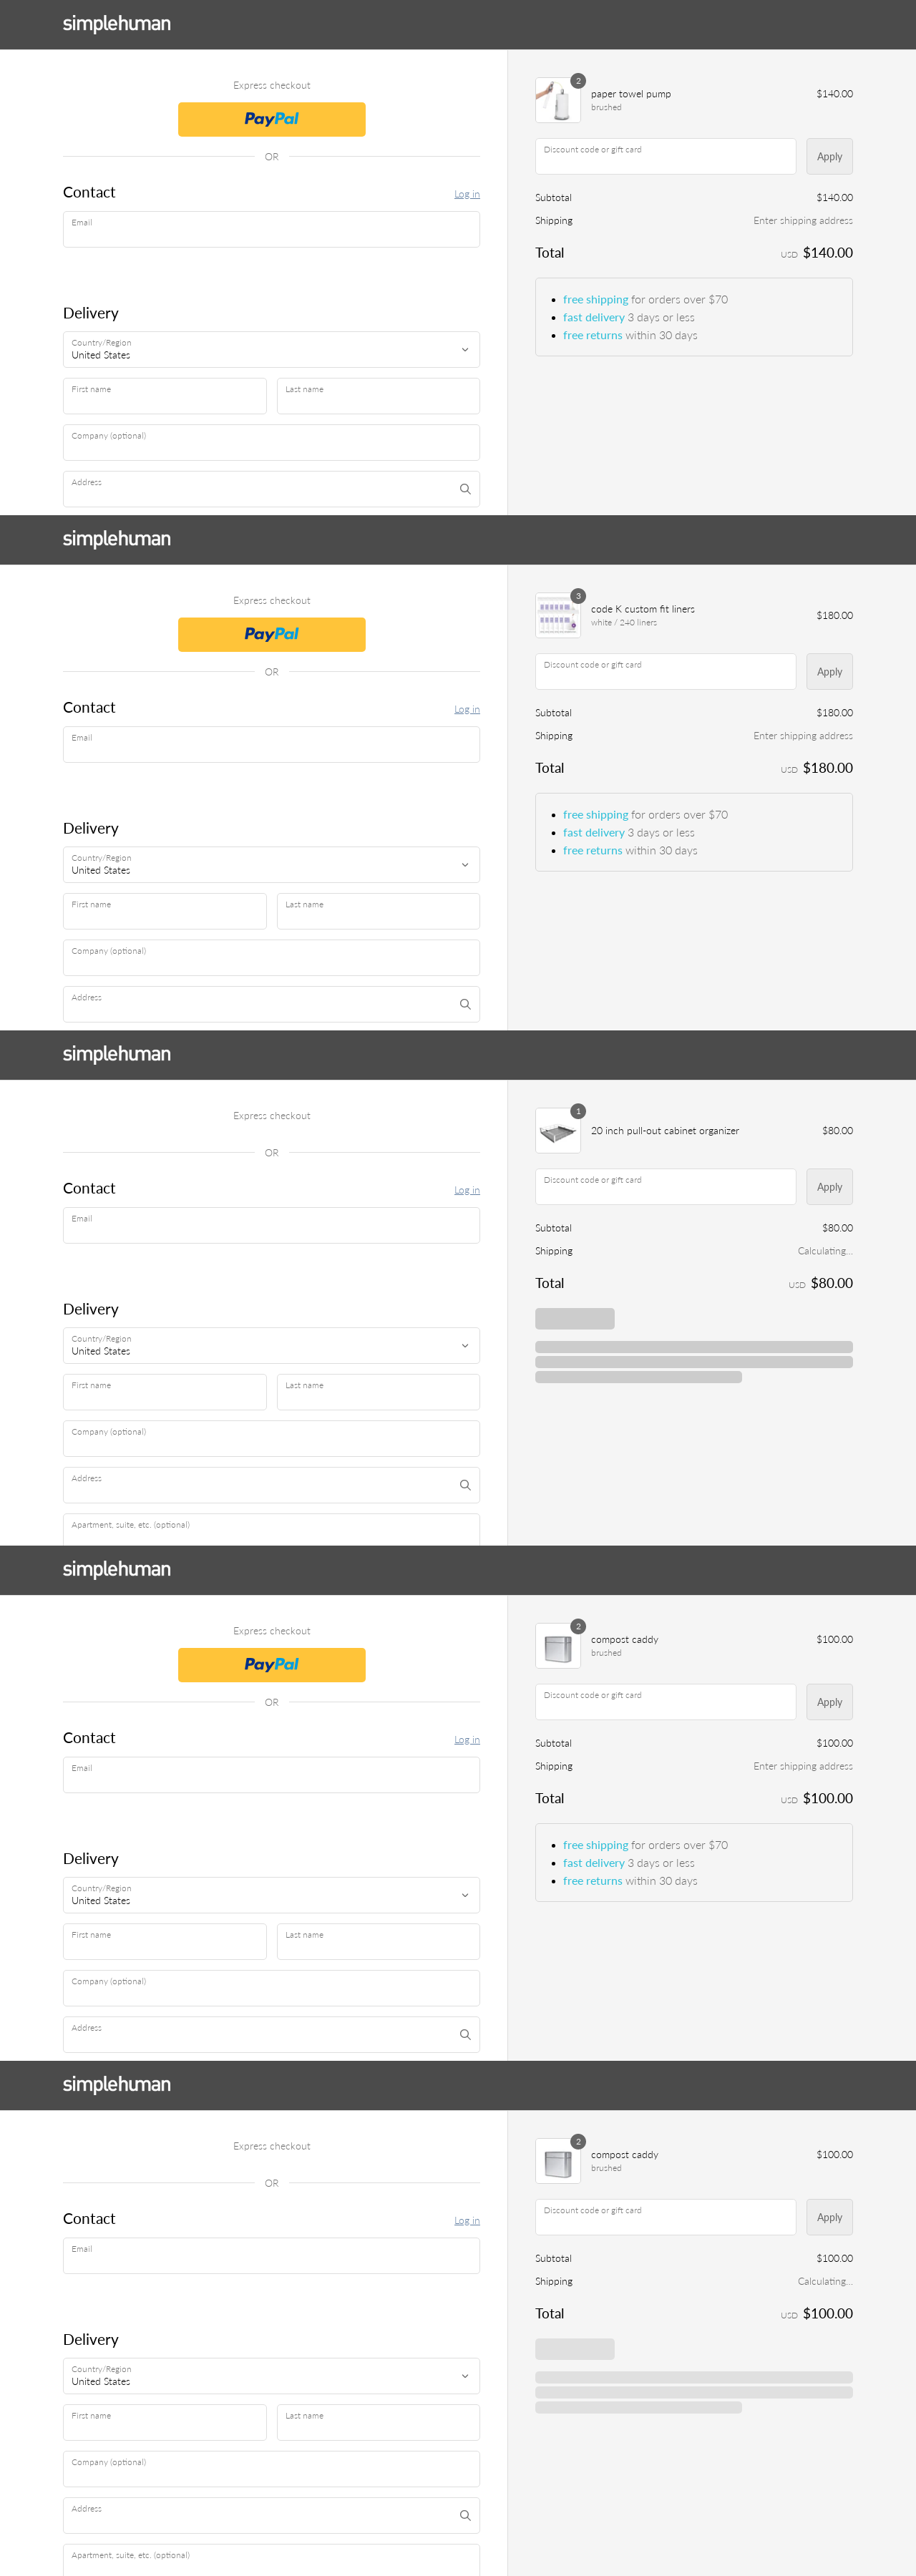 simplehuman
Express checkout
PayPal
OR
Contact
Log in
Email
Delivery
Country/Region
United States
First name
Last name
Company (optional)
Address
2
paper towel pump
brushed
$140.00
Discount code or gift card
Apply
Subtotal
$140.00
Shipping
Enter shipping address
Total
USD $140.00
free shipping for orders over $70
fast delivery 3 days or less
free returns within 30 days
simplehuman
Express checkout
PayPal
OR
Contact
Log in
Email
Delivery
Country/Region
United States
First name
Last name
Company (optional)
Address
3
code K custom fit liners
white / 240 liners
$180.00
Discount code or gift card
Apply
Subtotal
$180.00
Shipping
Enter shipping address
Total
USD $180.00
free shipping for orders over $70
fast delivery 3 days or less
free returns within 30 days
simplehuman
Express checkout
OR
Contact
Log in
Email
Delivery
Country/Region
United States
First name
Last name
Company (optional)
Address
Apartment, suite, etc. (optional)
1
20 inch pull-out cabinet organizer
$80.00
Discount code or gift card
Apply
Subtotal
$80.00
Shipping
Calculating...
Total
USD $80.00
simplehuman
Express checkout
PayPal
OR
Contact
Log in
Email
Delivery
Country/Region
United States
First name
Last name
Company (optional)
Address
2
compost caddy
brushed
$100.00
Discount code or gift card
Apply
Subtotal
$100.00
Shipping
Enter shipping address
Total
USD $100.00
free shipping for orders over $70
fast delivery 3 days or less
free returns within 30 days
simplehuman
Express checkout
OR
Contact
Log in
Email
Delivery
Country/Region
United States
First name
Last name
Company (optional)
Address
Apartment, suite, etc. (optional)
2
compost caddy
brushed
$100.00
Discount code or gift card
Apply
Subtotal
$100.00
Shipping
Calculating...
Total
USD $100.00